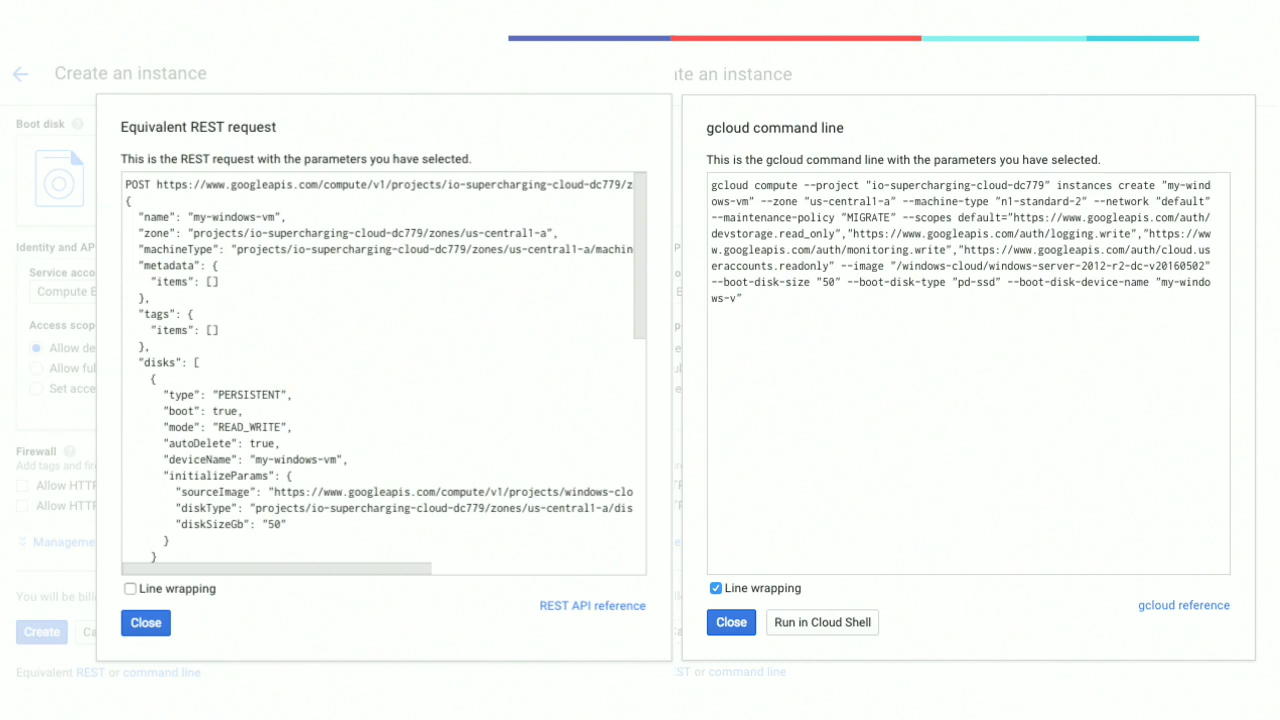 Create an instance
Boot disk
Identity and AP
Service acco
Compute E
Access scop
Allow de
Allow ful
Set acce
Firewall
Add tags and fire
Allow HTTP
Allow HTTP
Manageme
You will be bille
Create
Ca
Equivalent REST or command line
Equivalent REST request
This is the REST request with the parameters you have selected.
POST https://www.googleapis.com/compute/v1/projects/io-supercharging-cloud-dc779/z
{
"name": "my-windows-vm",
"zone": "projects/io-supercharging-cloud-dc779/zones/us-central1-a",
"machineType": "projects/io-supercharging-cloud-dc779/zones/us-central1-a/machin
"metadata": {
"items": []
},
"tags": {
"items": []
},
"disks": [
{
"type": "PERSISTENT",
"boot": true,
"mode": "READ_WRITE",
"autoDelete": true,
"deviceName": "my-windows-vm",
"initializeParams": {
"sourceImage": "https://www.googleapis.com/compute/v1/projects/windows-clo
"diskType": "projects/io-supercharging-cloud-dc779/zones/us-central1-a/dis
"diskSizeGb": "50"
}
}
Line wrapping
REST API reference
Close
te an instance
gcloud command line
This is the gcloud command line with the parameters you have selected.
gcloud compute --project "io-supercharging-cloud-dc779" instances create "my-wind
ows-vm" --zone "us-central1-a" --machine-type "n1-standard-2" --network "default"
--maintenance-policy "MIGRATE" --scopes default="https://www.googleapis.com/auth/
devstorage.read_only","https://www.googleapis.com/auth/logging.write","https://ww
w.googleapis.com/auth/monitoring.write","https://www.googleapis.com/auth/cloud.us
eraccounts.readonly" --image "/windows-cloud/windows-server-2012-r2-dc-v20160502"
--boot-disk-size "50" --boot-disk-type "pd-ssd" --boot-disk-device-name "my-windo
ws-v"
Line wrapping
gcloud reference
Close
Run in Cloud Shell
ST or command line